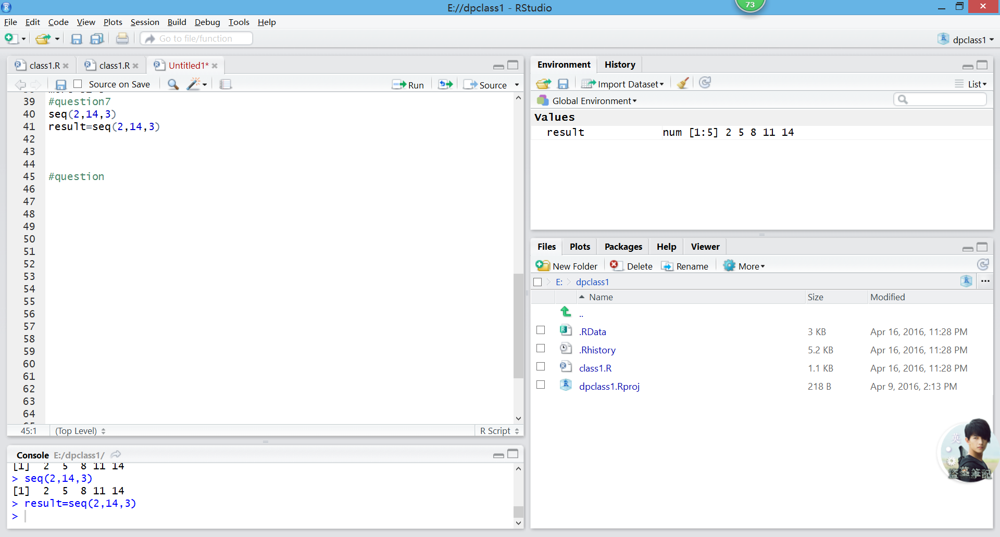 E://dpclass1 - RStudio
73
File Edit Code View Plots Session Build Debug Tools Help
Go to file/function
dpclass1
class1.R
class1.R
Untitled1*
Source on Save
Run
Source
39 #question7
40 seq(2,14,3)
41 result=seq(2,14,3)
42
43
44
45 #question
46
47
48
49
50
51
52
53
54
55
56
57
58
59
60
61
62
63
64
45:1 (Top Level) R Script
Console E:/dpclass1/
[1] 2 5 8 11 14
> seq(2,14,3)
[1] 2 5 8 11 14
> result=seq(2,14,3)
>
Environment History
Import Dataset List
Global Environment
Values
result num [1:5] 2 5 8 11 14
Files Plots Packages Help Viewer
New Folder Delete Rename More
E: dpclass1 ...
Name Size Modified
..
.RData 3 KB Apr 16, 2016, 11:28 PM
.Rhistory 5.2 KB Apr 16, 2016, 11:28 PM
class1.R 1.1 KB Apr 16, 2016, 11:28 PM
dpclass1.Rproj 218 B Apr 9, 2016, 2:13 PM
英
盜墓筆記